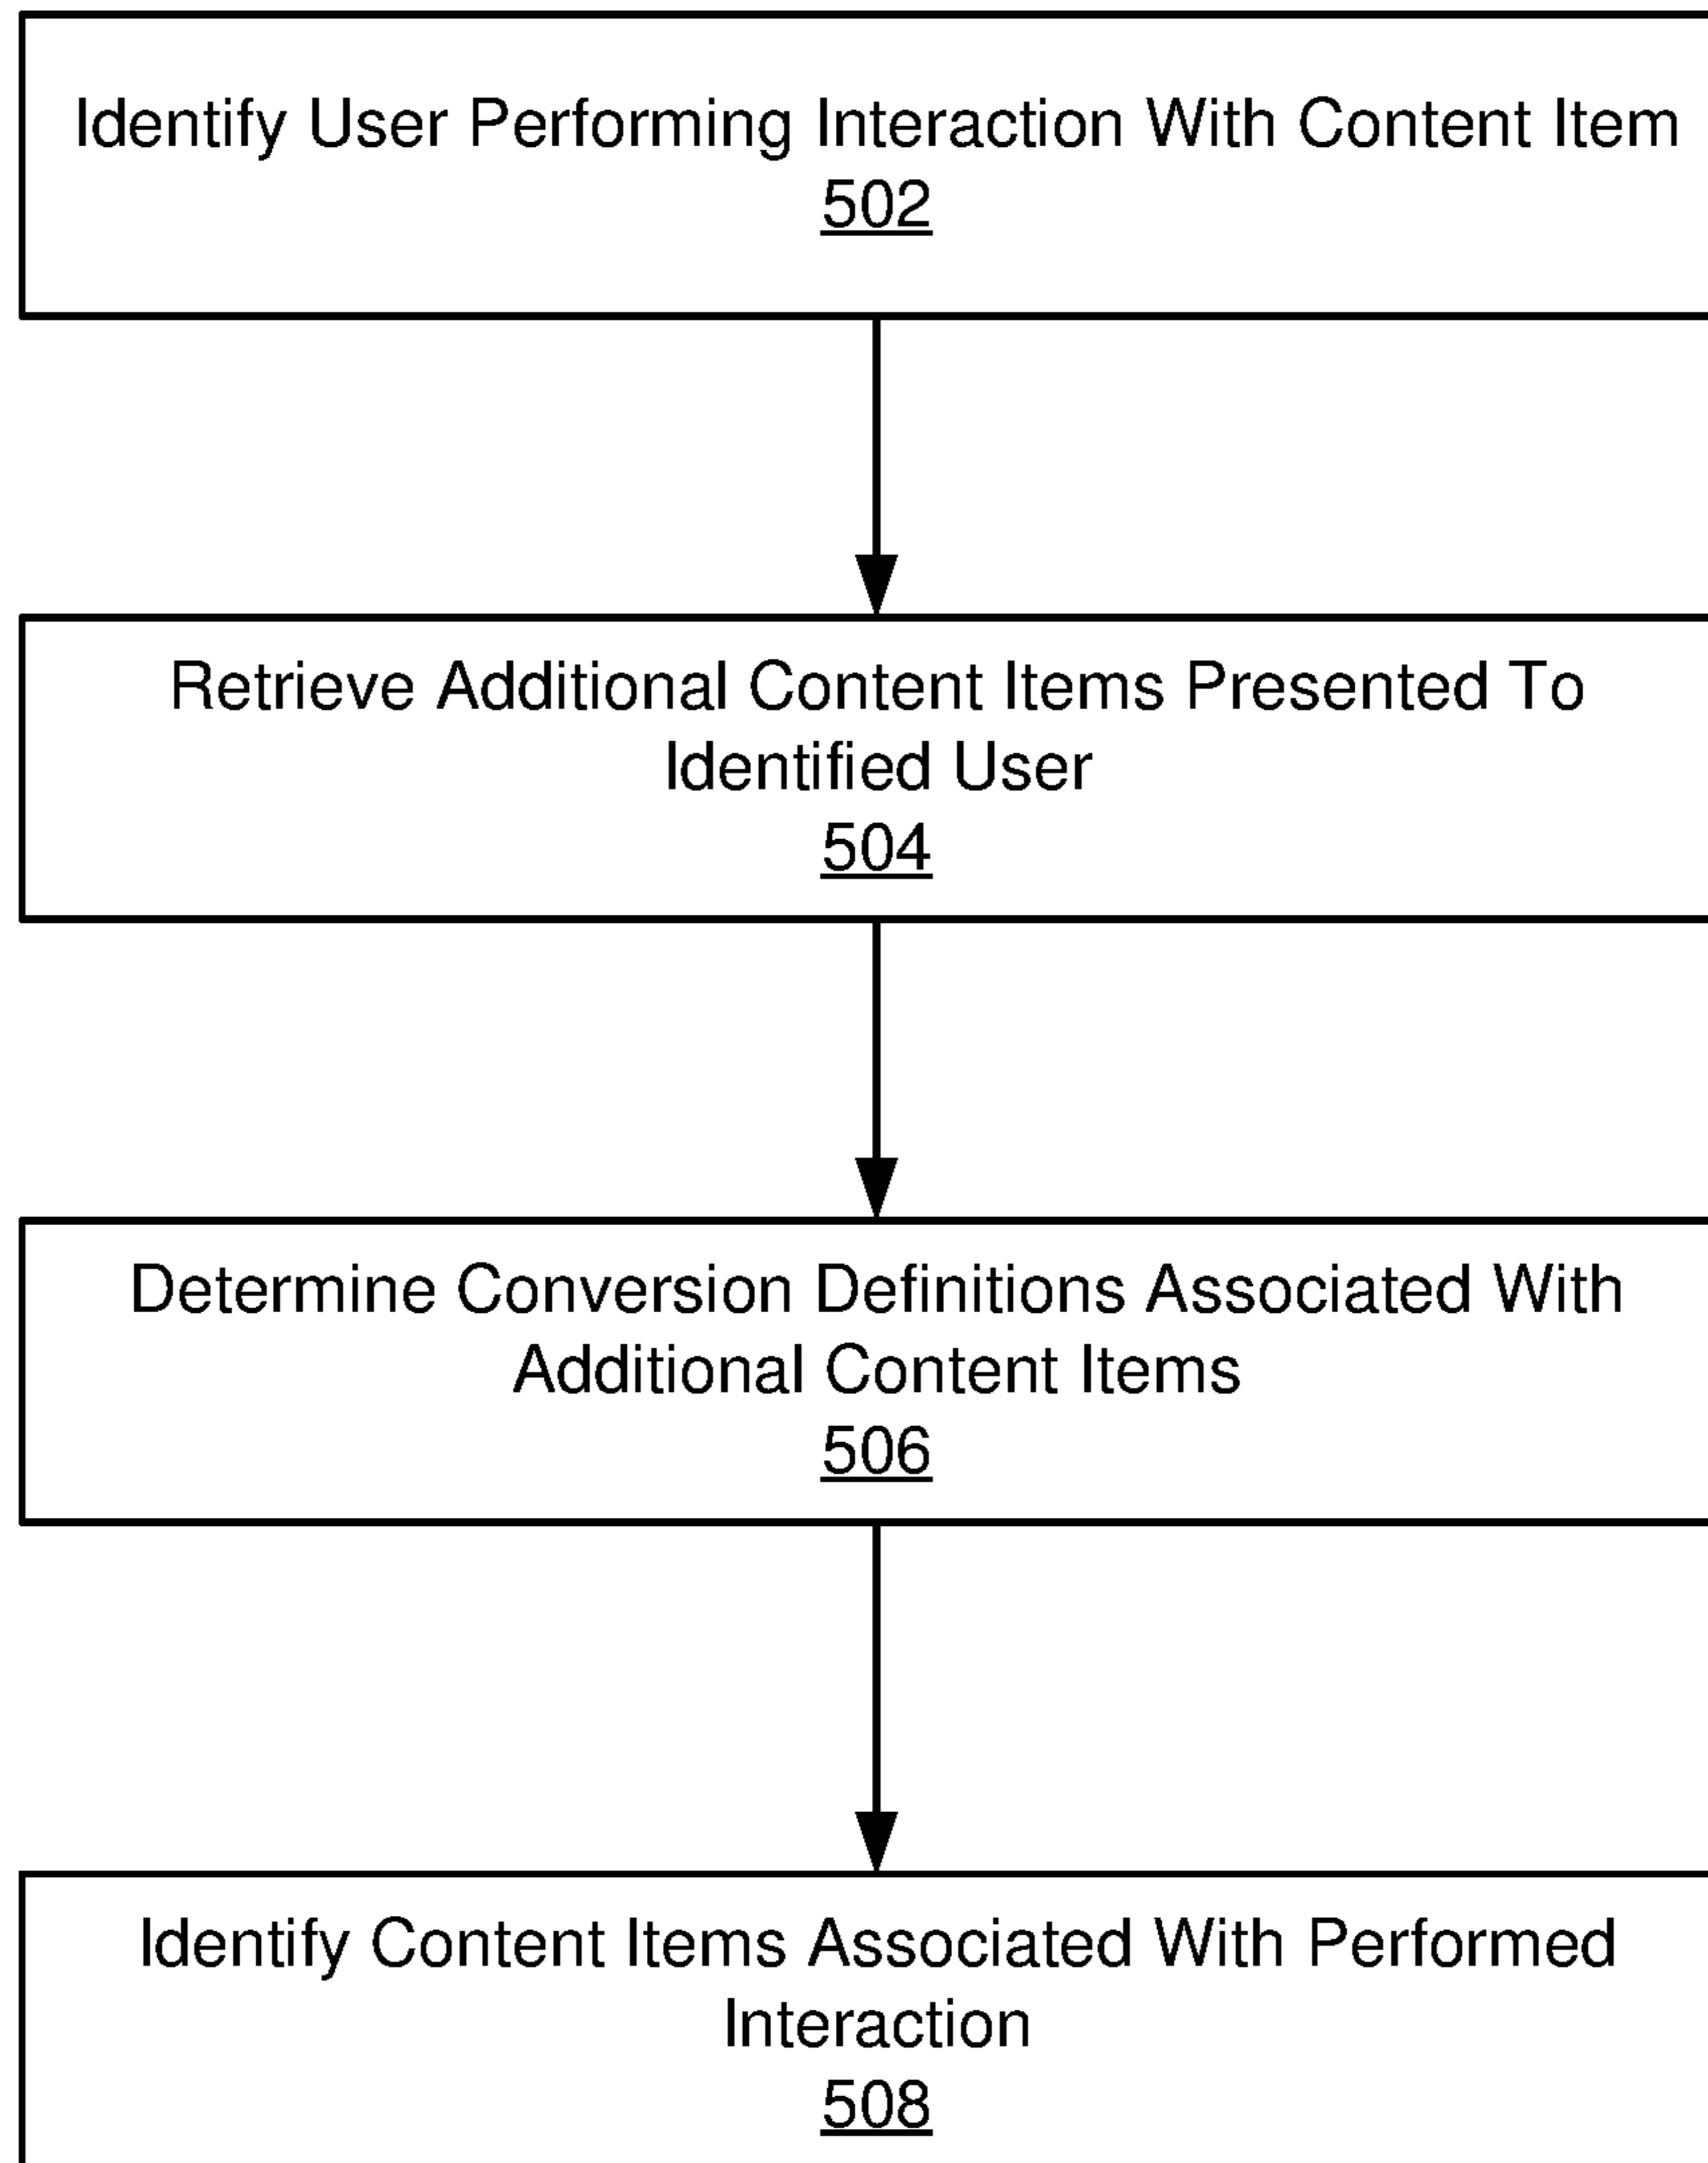 Identify User Performing Interaction With Content Item
502
Retrieve Additional Content Items Presented To
Identified User
504
Determine Conversion Definitions Associated With
Additional Content Items
506
Identify Content Items Associated With Performed
Interaction
508